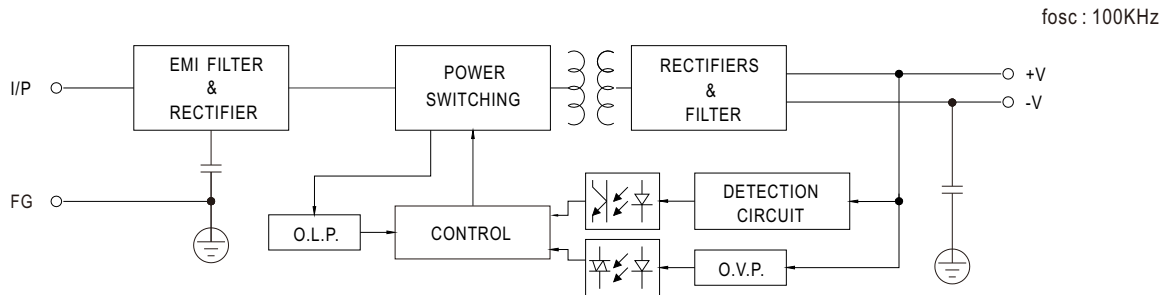 fosc : 100KHz
I/P
EMI FILTER
&
RECTIFIER
POWER
SWITCHING
RECTIFIERS
&
FILTER
+V
-V
FG
O.L.P.
CONTROL
DETECTION
CIRCUIT
O.V.P.